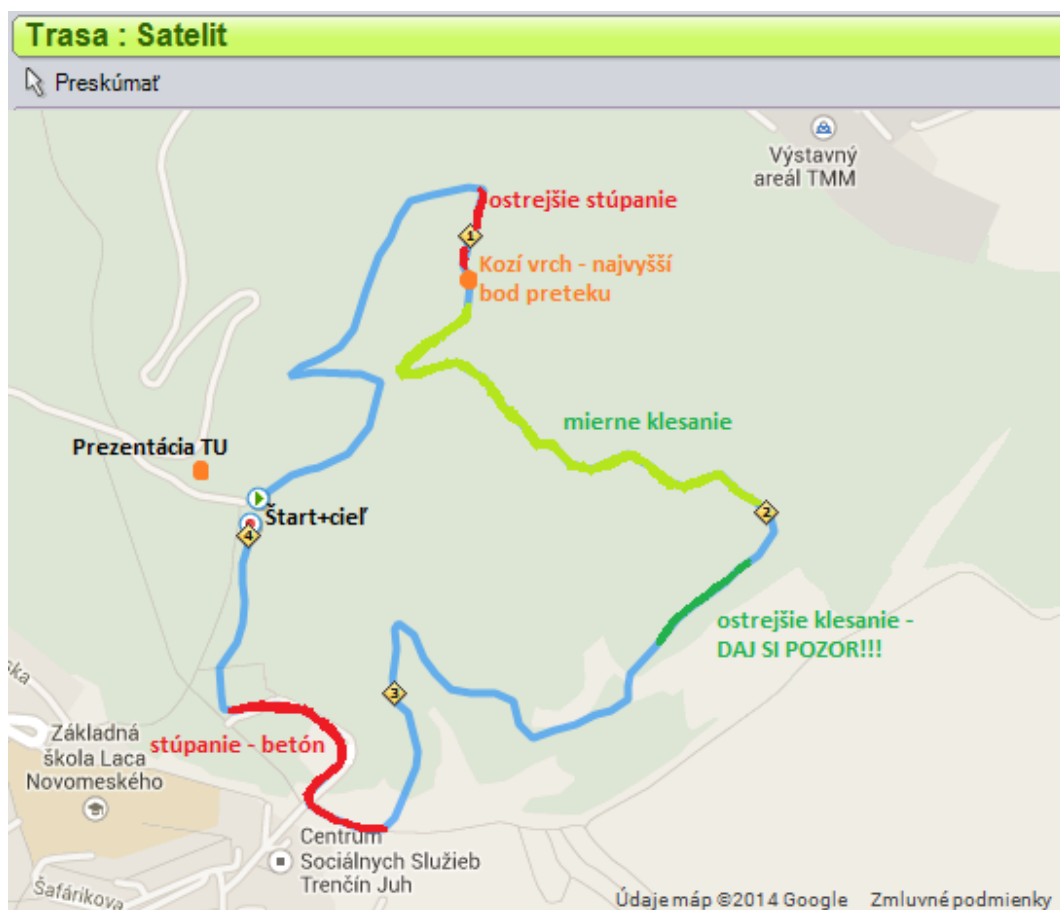 Trasa : Satelit
Preskúmať
Výstavný
areál TMM
ostrejšie stúpanie
1
Kozí vrch - najvyšší
bod preteku
mierne klesanie
Prezentácia TU
Štart+cieľ
4
2
ostrejšie klesanie -
DAJ SI POZOR!!!
3
ska
stúpanie - betón
Základná
škola Laca
Novomeského
Centrum
Sociálnych Služieb
Trenčín Juh
Šafárikova
Údaje máp ©2014 Google Zmluvné podmienky